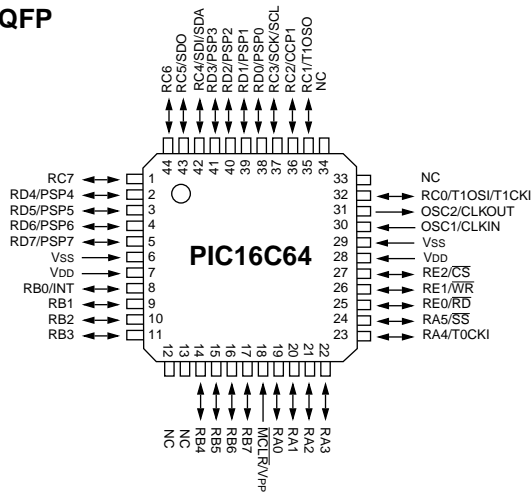 QFP
RC6
RC5/SDO
RC4/SDI/SDA
RD3/PSP3
RD2/PSP2
RD1/PSP1
RD0/PSP0
RC3/SCK/SCL
RC2/CCP1
RC1/T1OSO
NC
44
43
42
41
40
39
38
37
36
35
34
RC7 1
RD4/PSP4 2
RD5/PSP5 3
RD6/PSP6 4
RD7/PSP7 5
VSS 6
VDD 7
RB0/INT 8
RB1 9
RB2 10
RB3 11
PIC16C64
33 NC
32 RC0/T1OSI/T1CKI
31 OSC2/CLKOUT
30 OSC1/CLKIN
29 VSS
28 VDD
27 RE2/CS
26 RE1/WR
25 RE0/RD
24 RA5/SS
23 RA4/T0CKI
12
13
14
15
16
17
18
19
20
21
22
NC
NC
RB4
RB5
RB6
RB7
MCLR/VPP
RA0
RA1
RA2
RA3